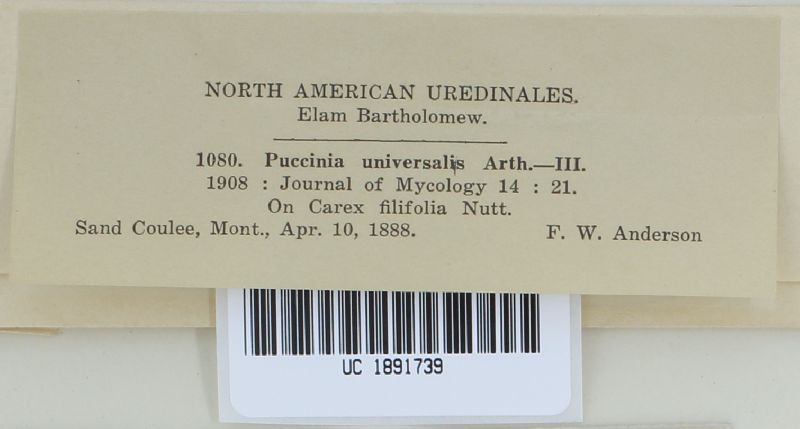 NORTH AMERICAN UREDINALES.
Elam Bartholomew.
1080. Puccinia universalis Arth.—III.
1908 : Journal of Mycology 14 : 21.
On Carex filifolia Nutt.
Sand Coulee, Mont., Apr. 10, 1888. F. W. Anderson
UC 1891739